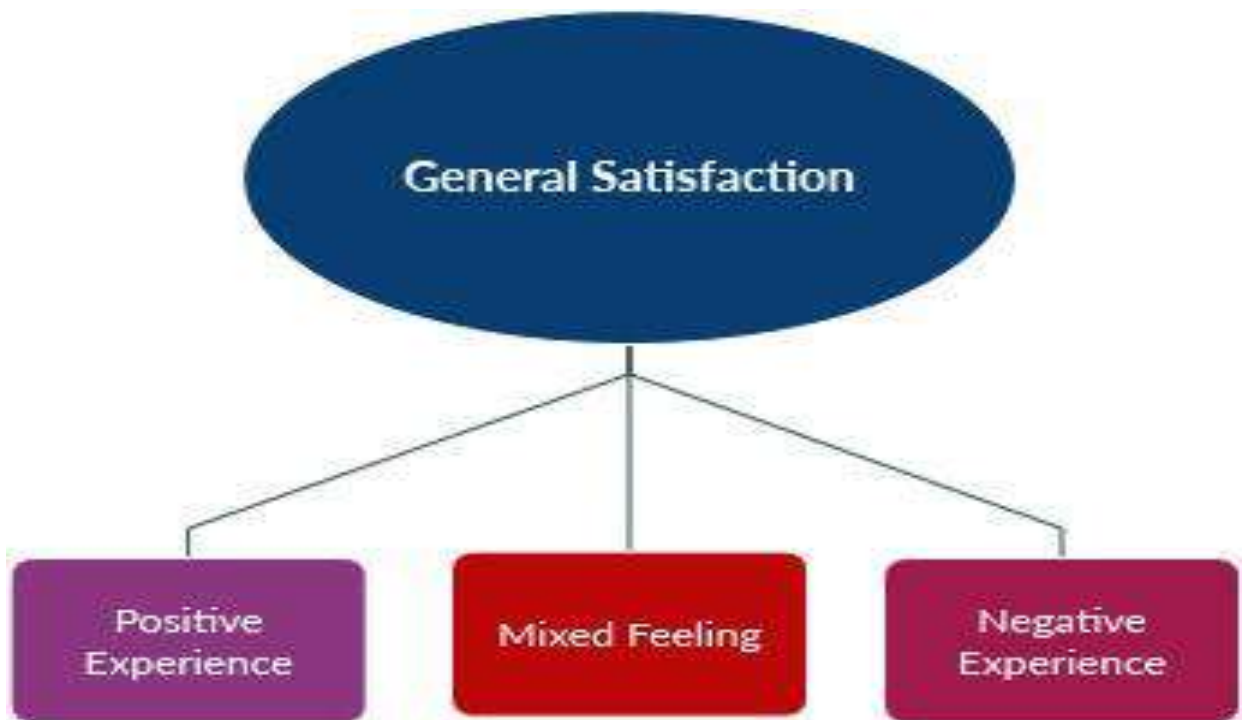 General Satisfaction
Positive
Experience
Mixed Feeling
Negative
Experience